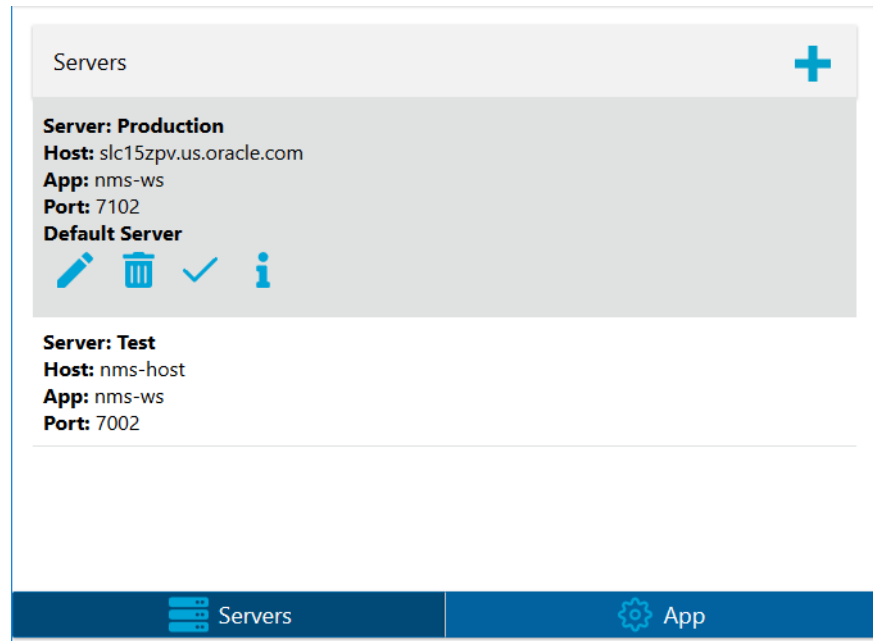 Servers
Server: Production
Host: slc15zpv.us.oracle.com
App: nms-ws
Port: 7102
Default Server
Server: Test
Host: nms-host
App: nms-ws
Port: 7002
Servers
App